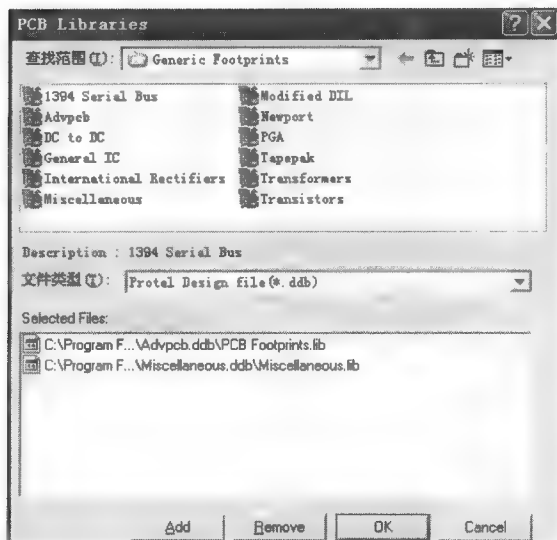 PCB Libraries
查找范围(I): Generic Footprints
1394 Serial Bus
Advpcb
DC to DC
General IC
International Rectifiers
Miscellaneous
Modified DIL
Newport
PGA
Tapepak
Transformers
Transistors
Description : 1394 Serial Bus
文件类型(T): Protel Design file(*.ddb)
Selected Files:
C:\Program F...\Advpcb.ddb\PCB Footprints.lib
C:\Program F...\Miscellaneous.ddb\Miscellaneous.lib
Add Remove OK Cancel